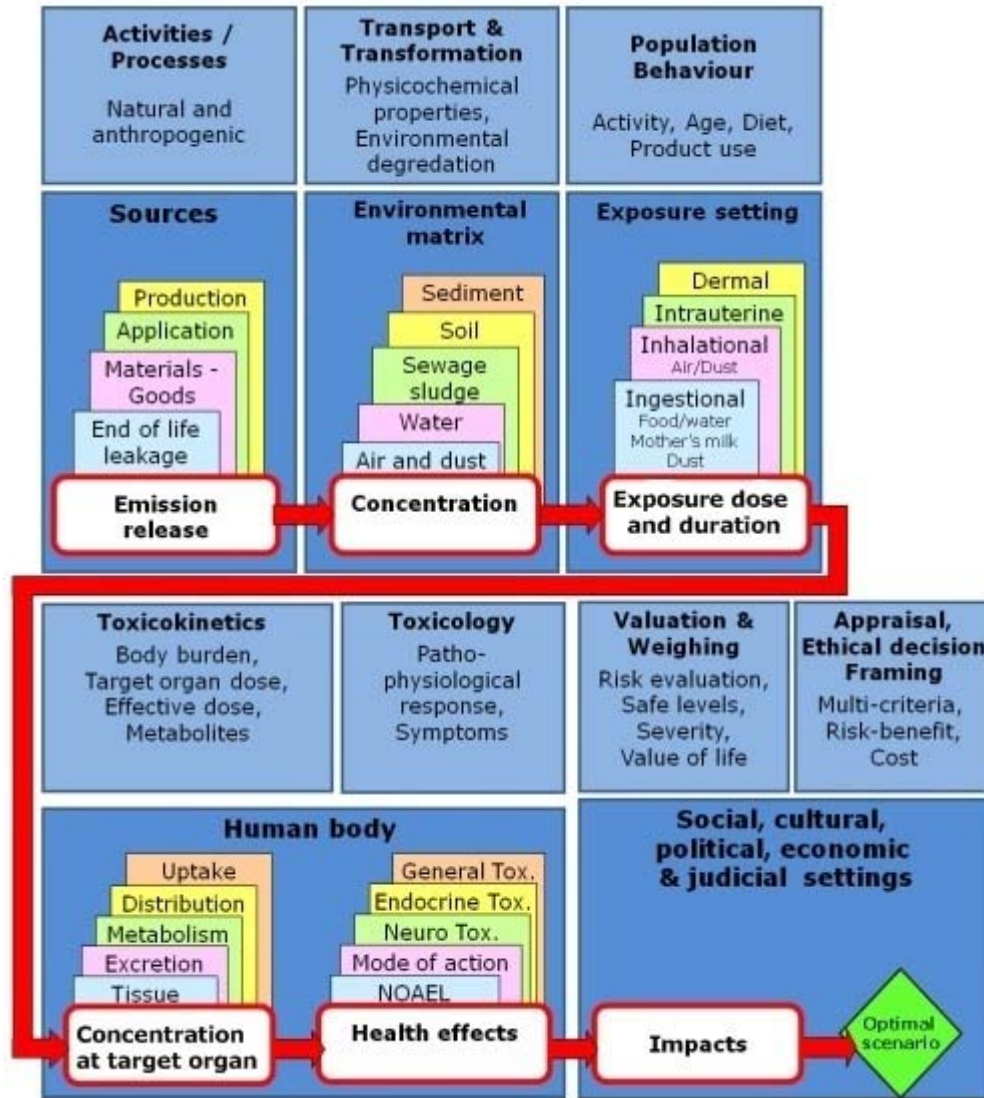 Activities /
Processes
Natural and
anthropogenic
Transport &
Transformation
Physicochemical
properties,
Environmental
degredation
Population
Behaviour
Activity, Age, Diet,
Product use
Sources
Production
Application
Materials -
Goods
End of life
leakage
Emission
release
Environmental
matrix
Sediment
Soil
Sewage
sludge
Water
Air and dust
Concentration
Exposure setting
Dermal
Intrauterine
Inhalational
Air/Dust
Ingestional
Food/water
Mother's milk
Dust
Exposure dose
and duration
Toxicokinetics
Body burden,
Target organ dose,
Effective dose,
Metabolites
Toxicology
Patho-
physiological
response,
Symptoms
Valuation &
Weighing
Risk evaluation,
Safe levels,
Severity,
Value of life
Appraisal,
Ethical decision
Framing
Multi-criteria,
Risk-benefit,
Cost
Human body
Uptake
Distribution
Metabolism
Excretion
Tissue
Concentration
at target organ
General Tox.
Endocrine Tox.
Neuro Tox.
Mode of action
NOAEL
Health effects
Social, cultural,
political, economic
& judicial settings
Impacts
Optimal
scenario